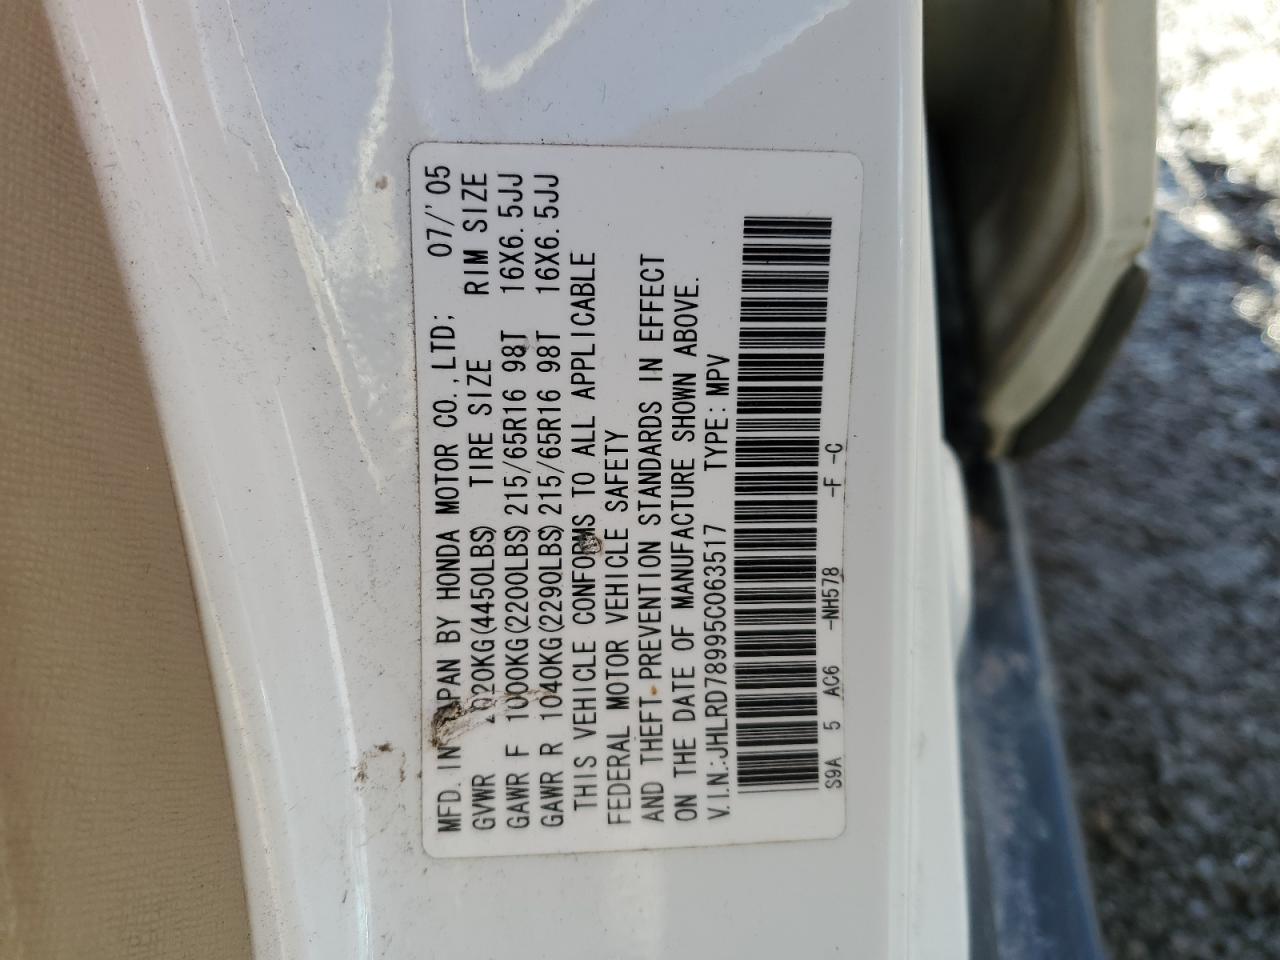 MFD. IN JAPAN BY HONDA MOTOR CO., LTD; 07/'05
GVWR 2020KG(4450LBS) TIRE SIZE RIM SIZE
GAWR F 1000KG(2200LBS) 215/65R16 98T 16X6.5JJ
GAWR R 1040KG(2290LBS) 215/65R16 98T 16X6.5JJ
THIS VEHICLE CONFORMS TO ALL APPLICABLE
FEDERAL MOTOR VEHICLE SAFETY
AND THEFT PREVENTION STANDARDS IN EFFECT
ON THE DATE OF MANUFACTURE SHOWN ABOVE.
V.I.N.:JHLRD78995C063517 TYPE: MPV
S9A 5 AC6 -NH578 -F -C